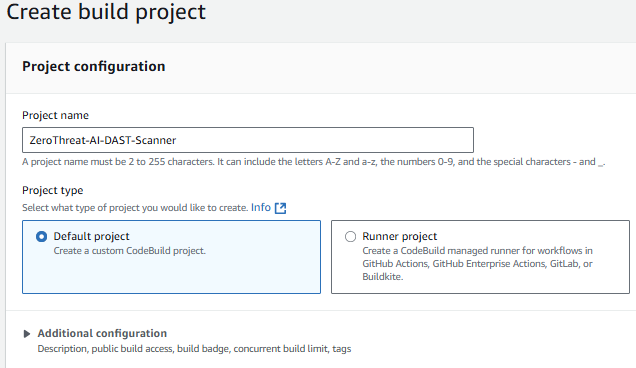 Create build project
Project configuration
Project name
ZeroThreat-AI-DAST-Scanner
A project name must be 2 to 255 characters. It can include the letters A-Z and a-z, the numbers 0-9, and the special characters - and _.
Project type
Select what type of project you would like to create. Info
Default project
Create a custom CodeBuild project.
Runner project
Create a CodeBuild managed runner for workflows in
GitHub Actions, GitHub Enterprise Actions, GitLab, or
Buildkite.
Additional configuration
Description, public build access, build badge, concurrent build limit, tags